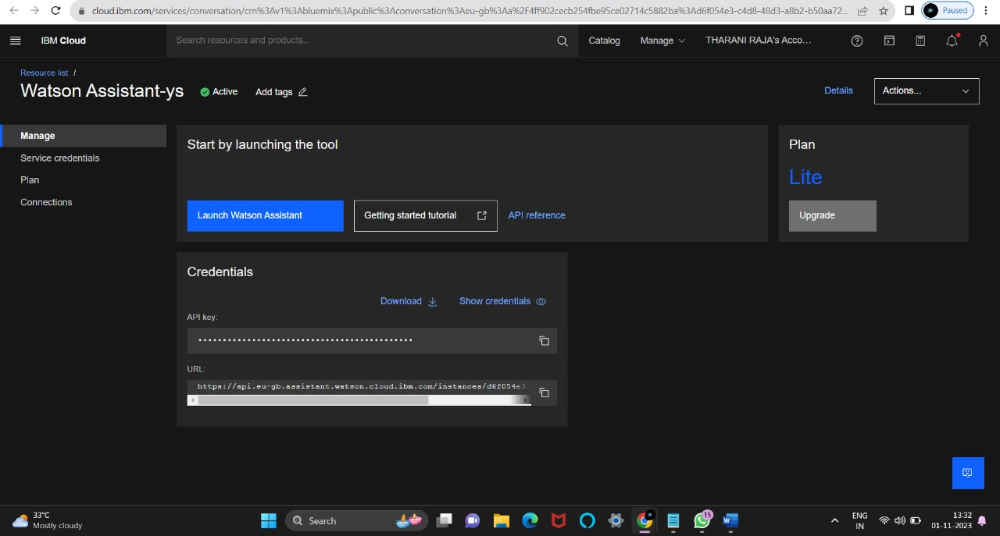 cloud.ibm.com/services/conversation/crn%3Av1%3Abluemix%3Apublic%3Aconversation%3Aeu-gb%3Aa%2F4ff902cecb254fbe95ce02714c5882ba%3Ad6f054e3-c4d8-48d3-a8b2-b50aa72... Paused
IBM Cloud Search resources and products... Catalog Manage THARANI RAJA's Acco...
Resource list /
Watson Assistant-ys Active Add tags Details Actions...
Manage
Service credentials
Plan
Connections
Start by launching the tool
Launch Watson Assistant Getting started tutorial API reference
Plan
Lite
Upgrade
Credentials
Download Show credentials
API key:
URL:
https://api.eu-gb.assistant.watson.cloud.ibm.com/instances/d6f054e3-
33°C
Mostly cloudy
Search
15
ENG
IN
13:32
01-11-2023